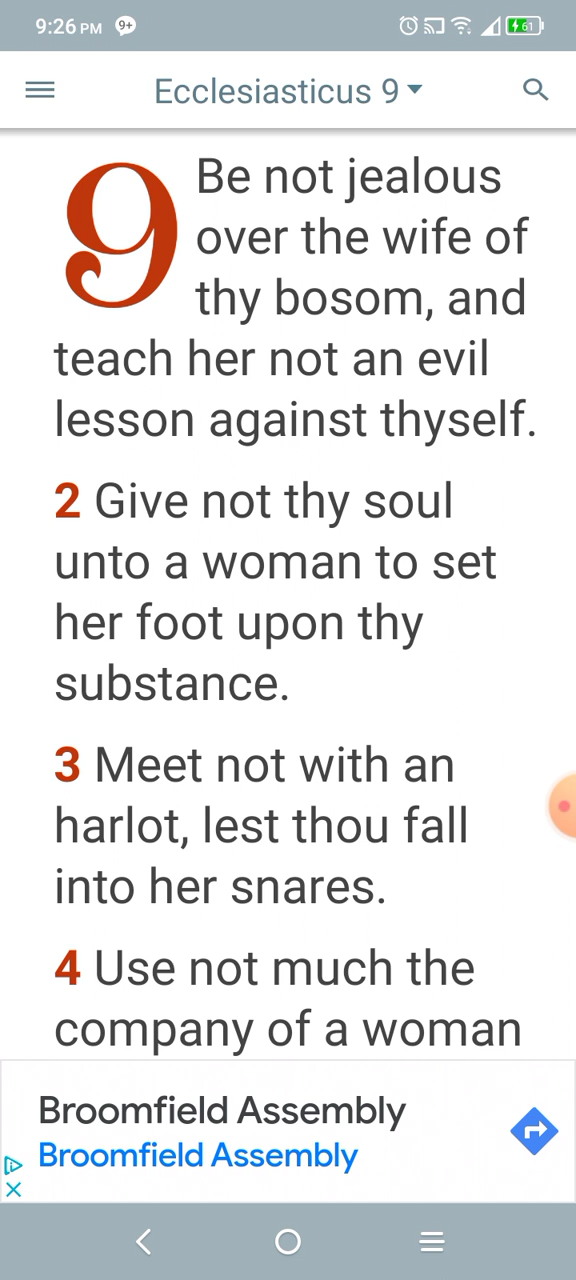 9:26 PM 9+ 61
Ecclesiasticus 9
9 Be not jealous
over the wife of
thy bosom, and
teach her not an evil
lesson against thyself.
2 Give not thy soul
unto a woman to set
her foot upon thy
substance.
3 Meet not with an
harlot, lest thou fall
into her snares.
4 Use not much the
company of a woman
Broomfield Assembly
Broomfield Assembly